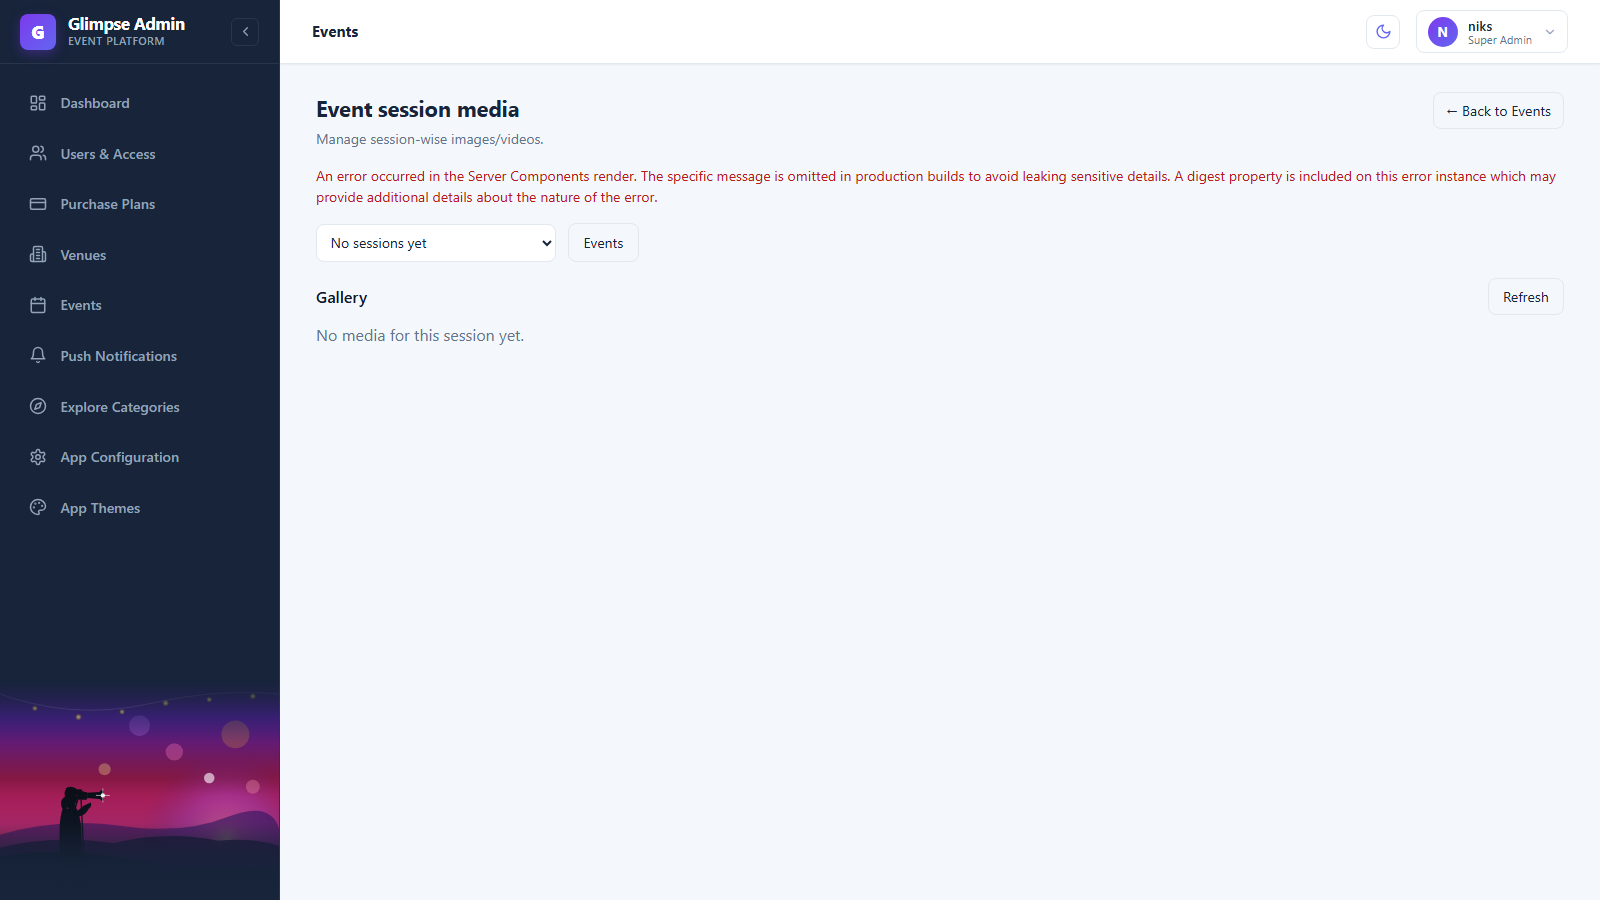 G
Glimpse Admin
EVENT PLATFORM
Dashboard
Users & Access
Purchase Plans
Venues
Events
Push Notifications
Explore Categories
App Configuration
App Themes
Events
N
niks
Super Admin
Event session media
← Back to Events
Manage session-wise images/videos.
An error occurred in the Server Components render. The specific message is omitted in production builds to avoid leaking sensitive details. A digest property is included on this error instance which may
provide additional details about the nature of the error.
No sessions yet
Events
Gallery
Refresh
No media for this session yet.